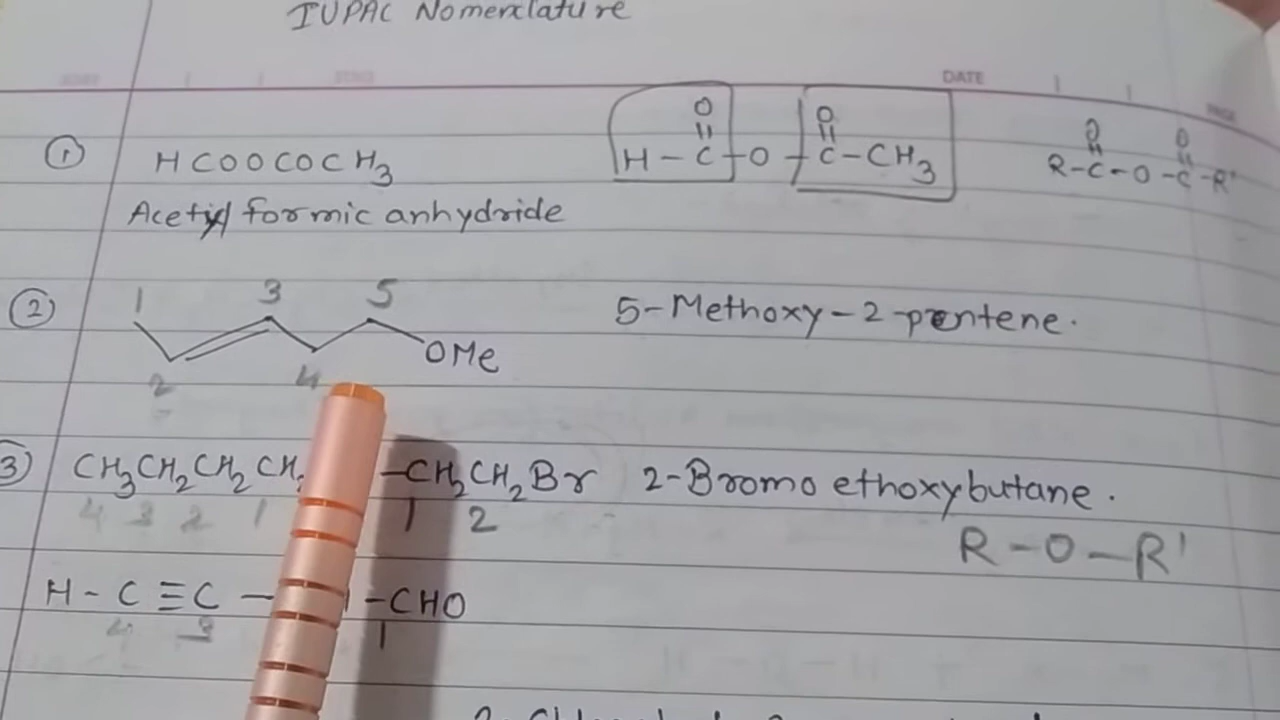 IUPAC Nomenclature
DATE
PAGE
① HCOOCOCH₃
O O
H-C-O-C-CH₃
O O
R-C-O-C-R'
Acetyl formic anhydride
② 1 3 5
OMe
2 4
5-Methoxy-2-pentene.
③ CH₃CH₂CH₂CH₂ -CH₂CH₂Br 2-Bromo ethoxybutane.
4 3 2 1 1 2
R-O-R'
H-C≡C- -CHO
4 3 1